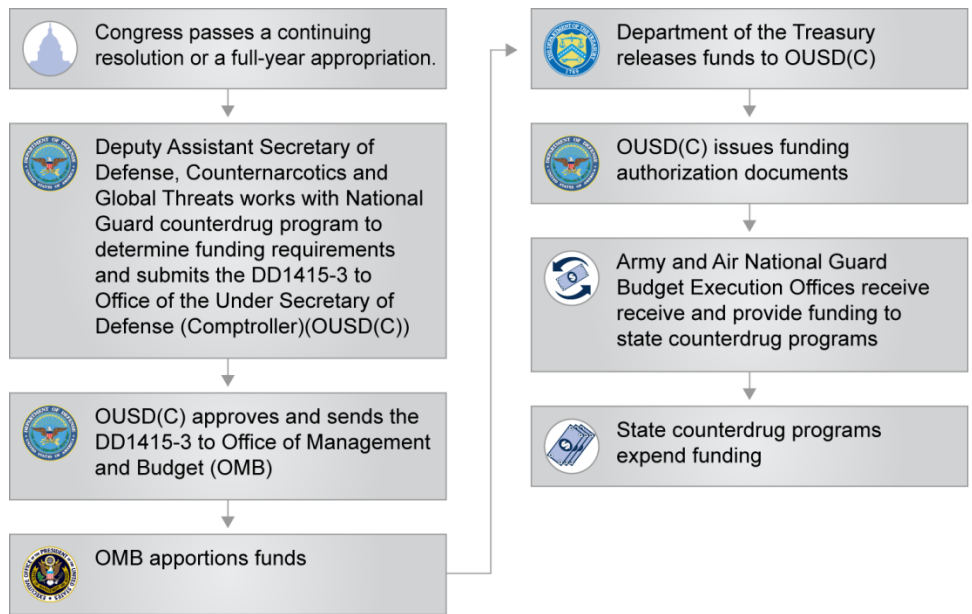 Congress passes a continuing
resolution or a full-year appropriation.
Deputy Assistant Secretary of
Defense, Counternarcotics and
Global Threats works with National
Guard counterdrug program to
determine funding requirements
and submits the DD1415-3 to
Office of the Under Secretary of
Defense (Comptroller)(OUSD(C))
OUSD(C) approves and sends the
DD1415-3 to Office of Management
and Budget (OMB)
OMB apportions funds
Department of the Treasury
releases funds to OUSD(C)
OUSD(C) issues funding
authorization documents
Army and Air National Guard
Budget Execution Offices receive
receive and provide funding to
state counterdrug programs
State counterdrug programs
expend funding